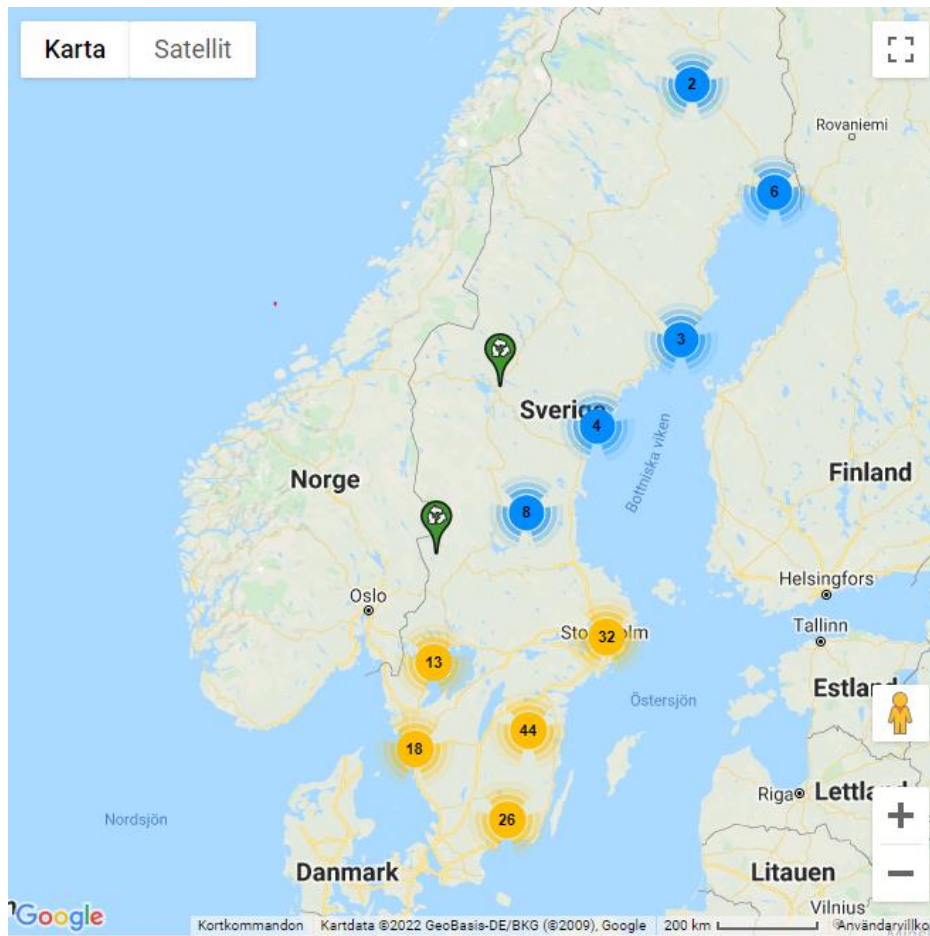 Karta Satellit
2
Rovaniemi
6
3
Sverige
4
Bottniska viken
Norge
Finland
8
Helsingfors
Oslo
Tallinn
Stockholm
32
13
Estland
Östersjön
44
18
Riga
Lettland
Nordsjön
26
Danmark
Litauen
Vilnius
Google
Kortkommandon Kartdata ©2022 GeoBasis-DE/BKG (©2009), Google 200 km Användarvillko